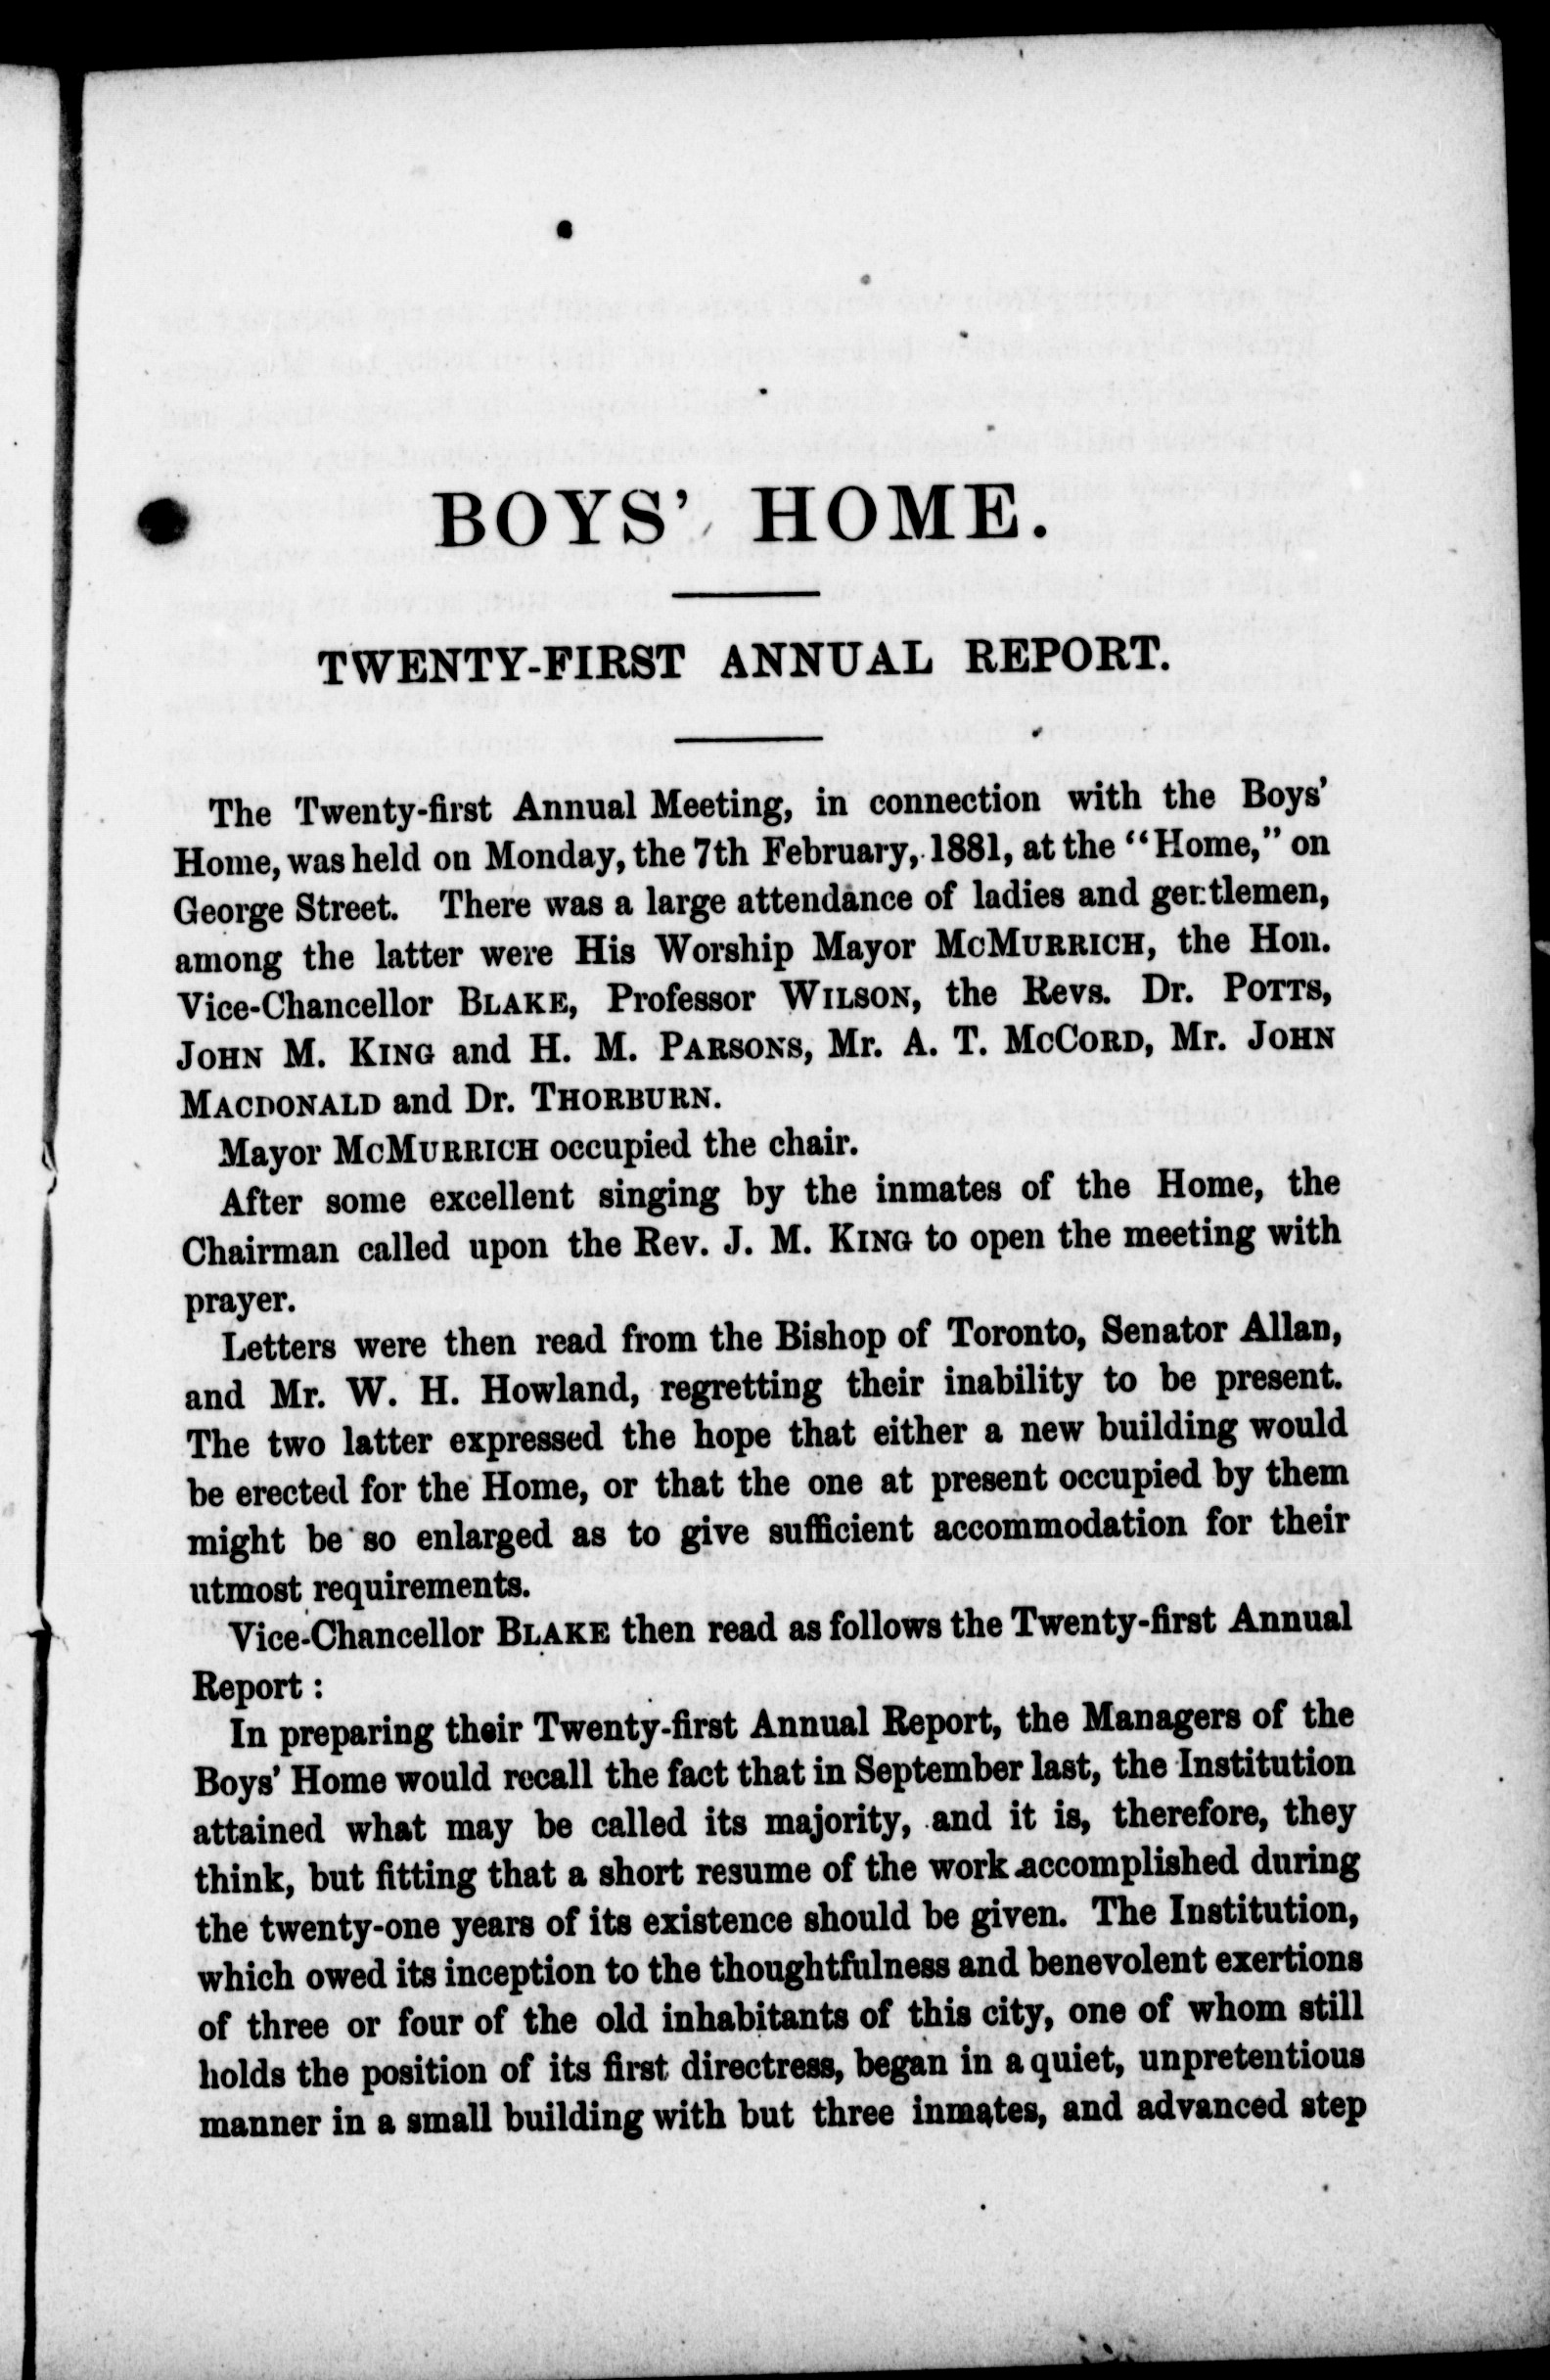 BOYS' HOME.
TWENTY-FIRST ANNUAL REPORT.
The Twenty-first Annual Meeting, in connection with the Boys'
Home, was held on Monday, the 7th February, 1881, at the "Home," on
George Street. There was a large attendance of ladies and gentlemen,
among the latter were His Worship Mayor McMURRICH, the Hon.
Vice-Chancellor BLAKE, Professor WILSON, the Revs. Dr. POTTS,
JOHN M. KING and H. M. PARSONS, Mr. A. T. McCORD, Mr. JOHN
MACDONALD and Dr. THORBURN.
Mayor McMURRICH occupied the chair.
After some excellent singing by the inmates of the Home, the
Chairman called upon the Rev. J. M. KING to open the meeting with
prayer.
Letters were then read from the Bishop of Toronto, Senator Allan,
and Mr. W. H. Howland, regretting their inability to be present.
The two latter expressed the hope that either a new building would
be erected for the Home, or that the one at present occupied by them
might be so enlarged as to give sufficient accommodation for their
utmost requirements.
Vice-Chancellor BLAKE then read as follows the Twenty-first Annual
Report :
In preparing their Twenty-first Annual Report, the Managers of the
Boys' Home would recall the fact that in September last, the Institution
attained what may be called its majority, and it is, therefore, they
think, but fitting that a short resume of the work accomplished during
the twenty-one years of its existence should be given. The Institution,
which owed its inception to the thoughtfulness and benevolent exertions
of three or four of the old inhabitants of this city, one of whom still
holds the position of its first directress, began in a quiet, unpretentious
manner in a small building with but three inmates, and advanced step